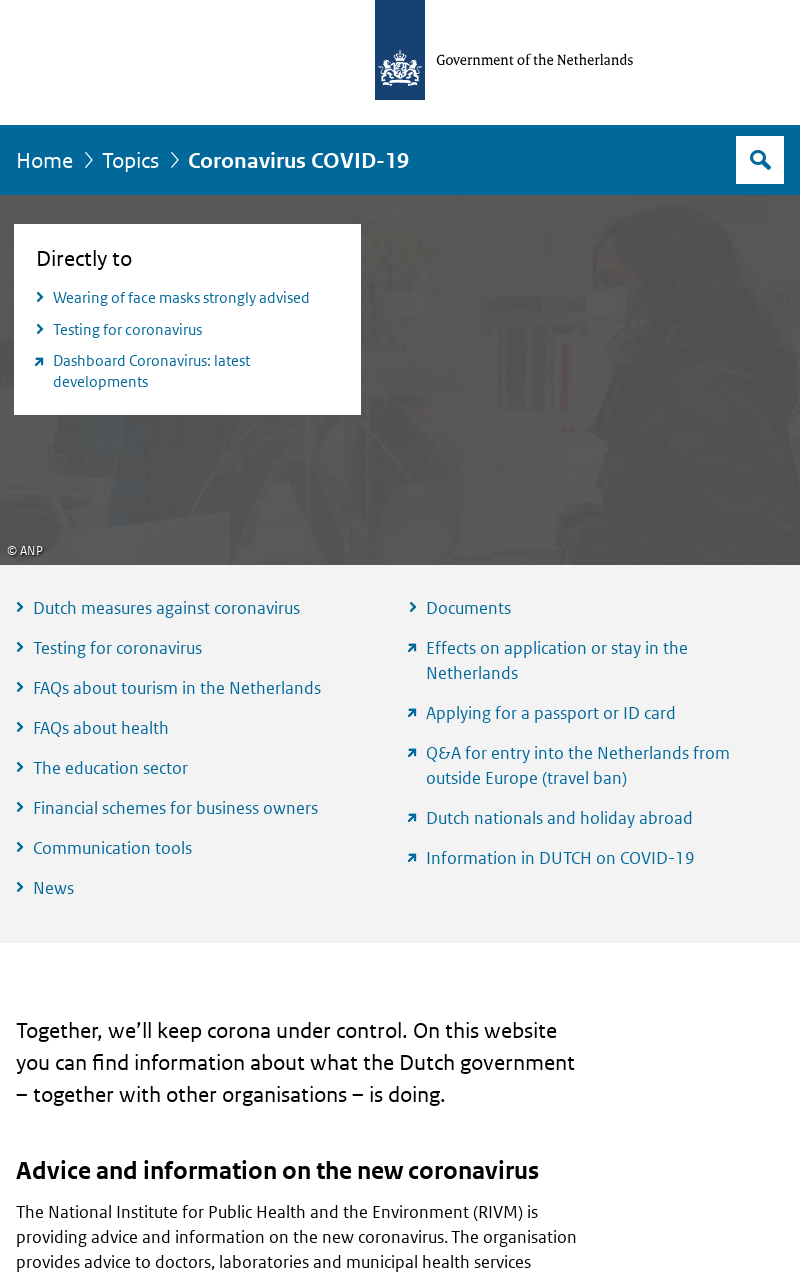 Government of the Netherlands
Home
Topics
Coronavirus COVID-19
Directly to
Wearing of face masks strongly advised
Testing for coronavirus
Dashboard Coronavirus: latest
developments
© ANP
Dutch measures against coronavirus
Testing for coronavirus
FAQs about tourism in the Netherlands
FAQs about health
The education sector
Financial schemes for business owners
Communication tools
News
Documents
Effects on application or stay in the
Netherlands
Applying for a passport or ID card
Q&A for entry into the Netherlands from
outside Europe (travel ban)
Dutch nationals and holiday abroad
Information in DUTCH on COVID-19
Together, we’ll keep corona under control. On this website
you can find information about what the Dutch government
– together with other organisations – is doing.
Advice and information on the new coronavirus
The National Institute for Public Health and the Environment (RIVM) is
providing advice and information on the new coronavirus. The organisation
provides advice to doctors, laboratories and municipal health services